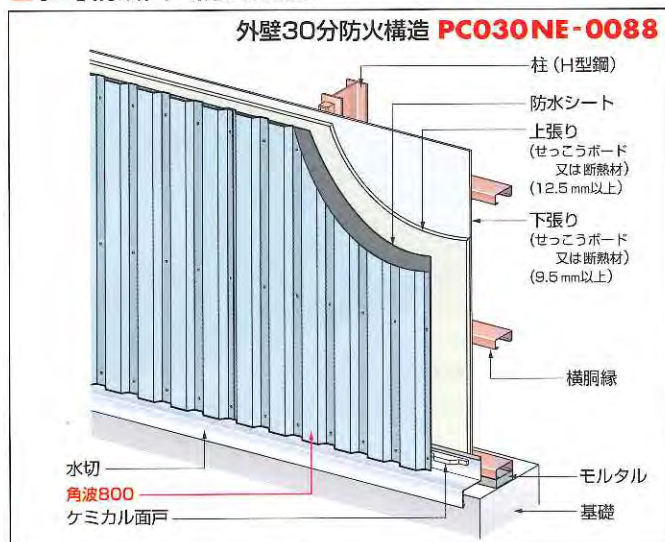 外壁30分防火構造 PC030NE-0088
柱(H型鋼)
防水シート
上張り
(せっこうボード
又は断熱材)
(12.5mm以上)
下張り
(せっこうボード
又は断熱材)
(9.5mm以上)
横胴縁
水切
角波800
ケミカル面戸
モルタル
基礎